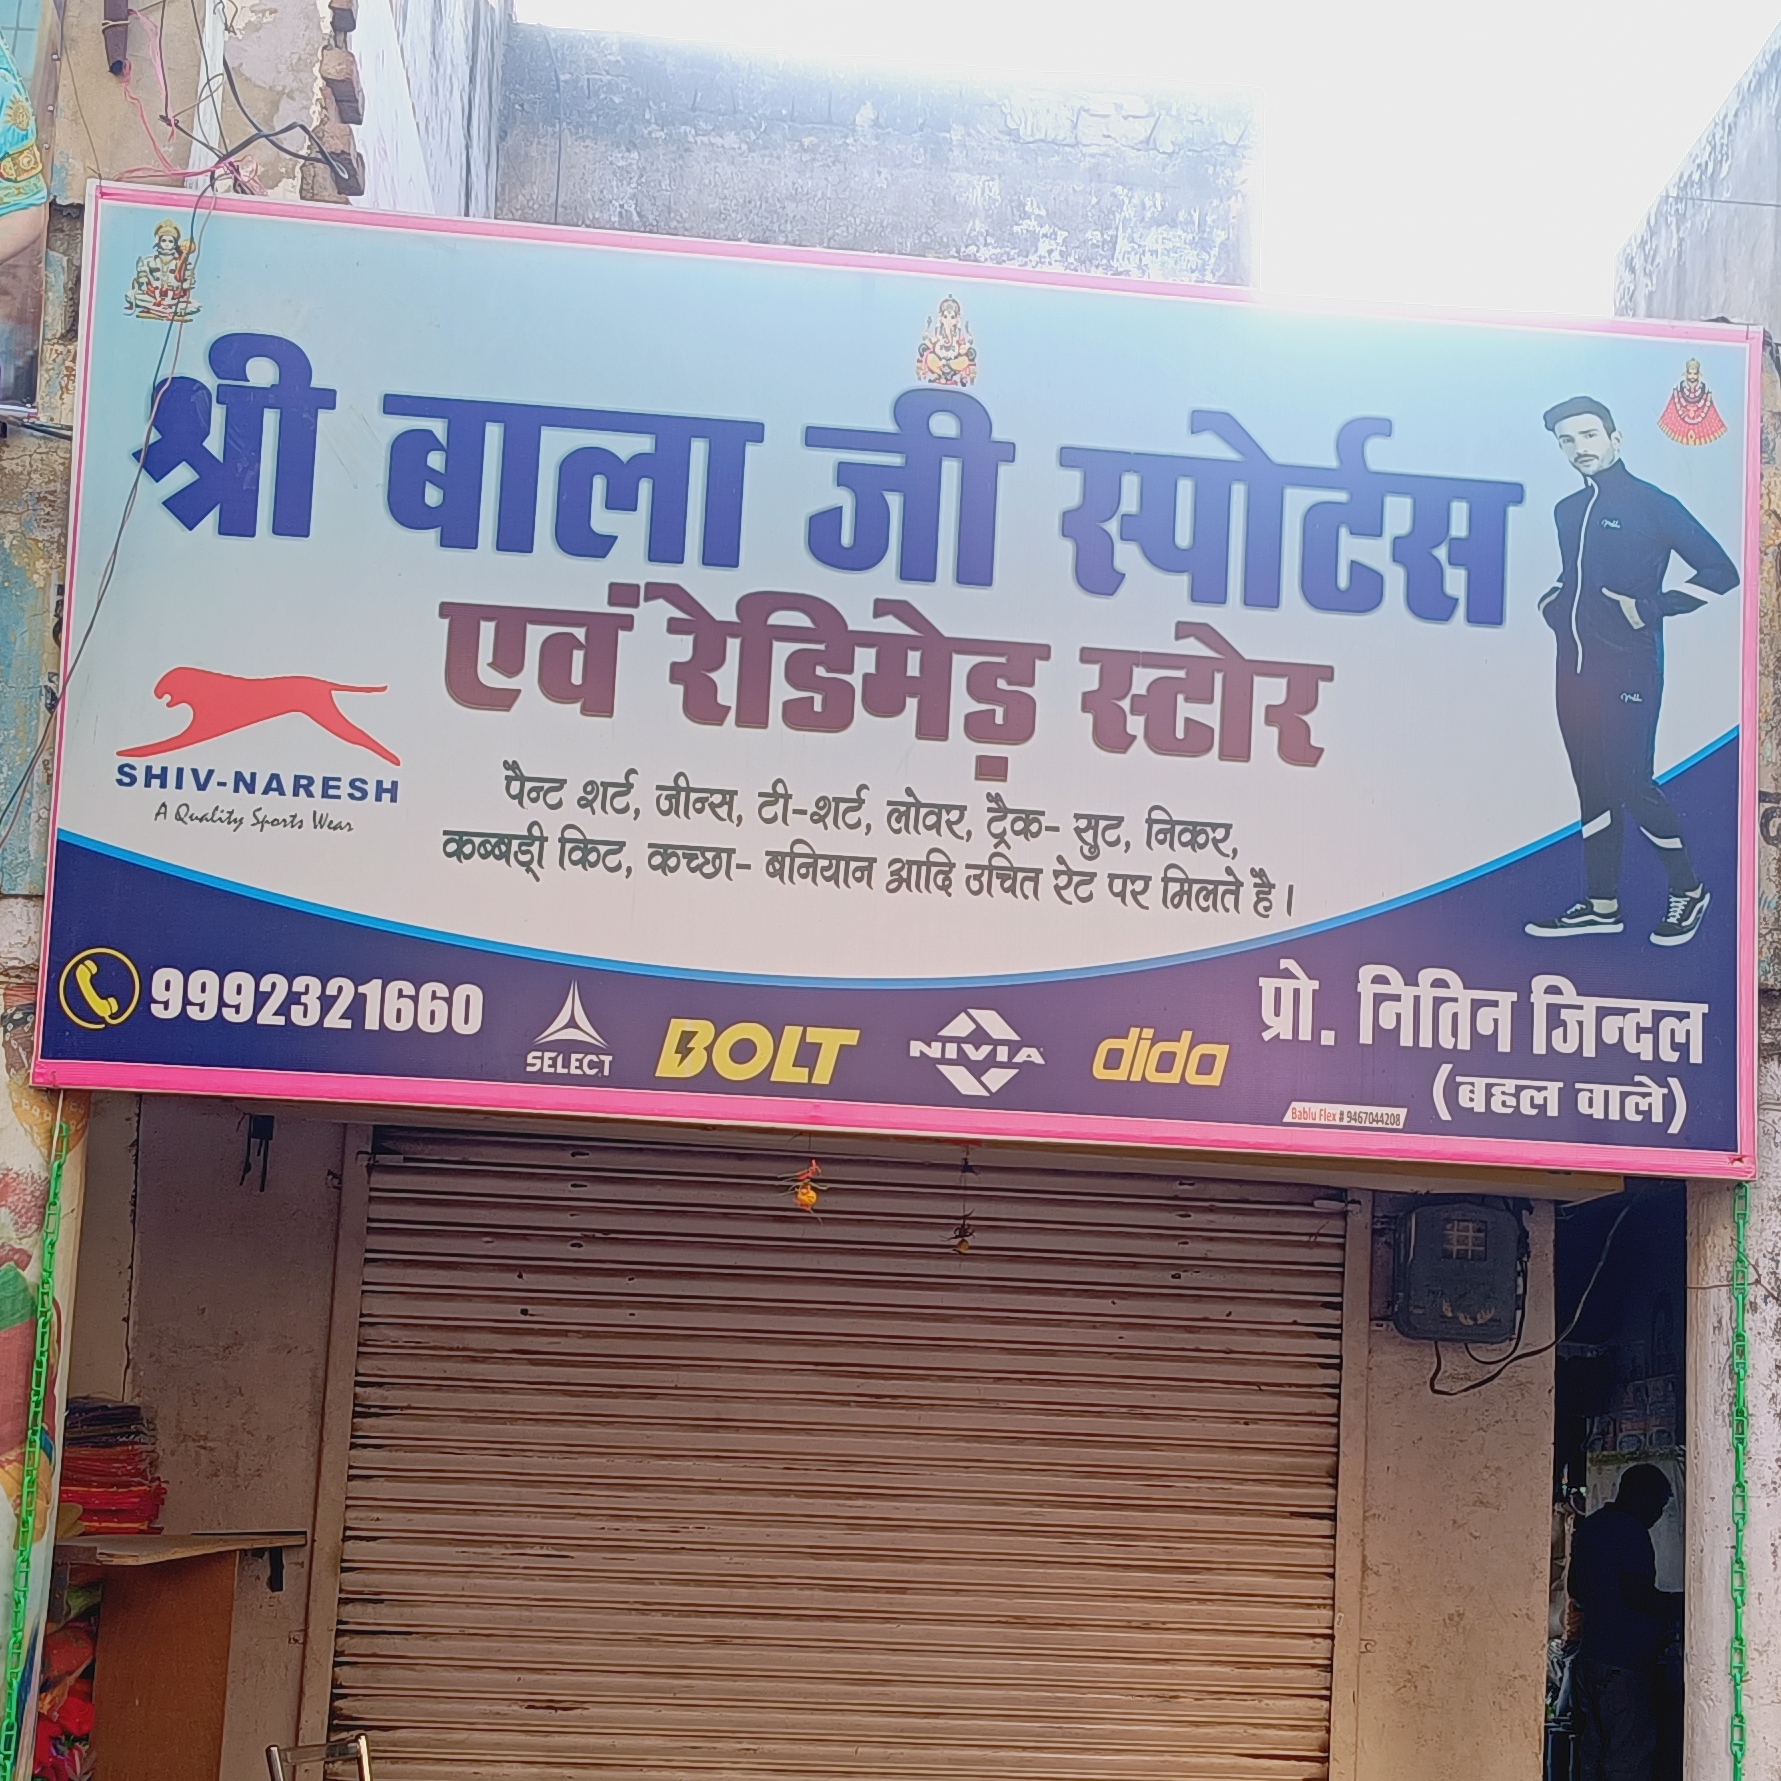 श्री बाला जी स्पोर्टस
एवं रेडिमेड़ स्टोर
SHIV-NARESH
A Quality Sports Wear
पैन्ट शर्ट, जीन्स, टी-शर्ट, लोवर, ट्रैक- सुट, निकर,
कब्बड़्री किट, कच्छा- बनियान आदि उचित रेट पर मिलते है।
9992321660
SELECT
BOLT
NIVIA
dida
प्रो. नितिन जिन्दल
(बहल वाले)
Bablu Flex # 9467044208